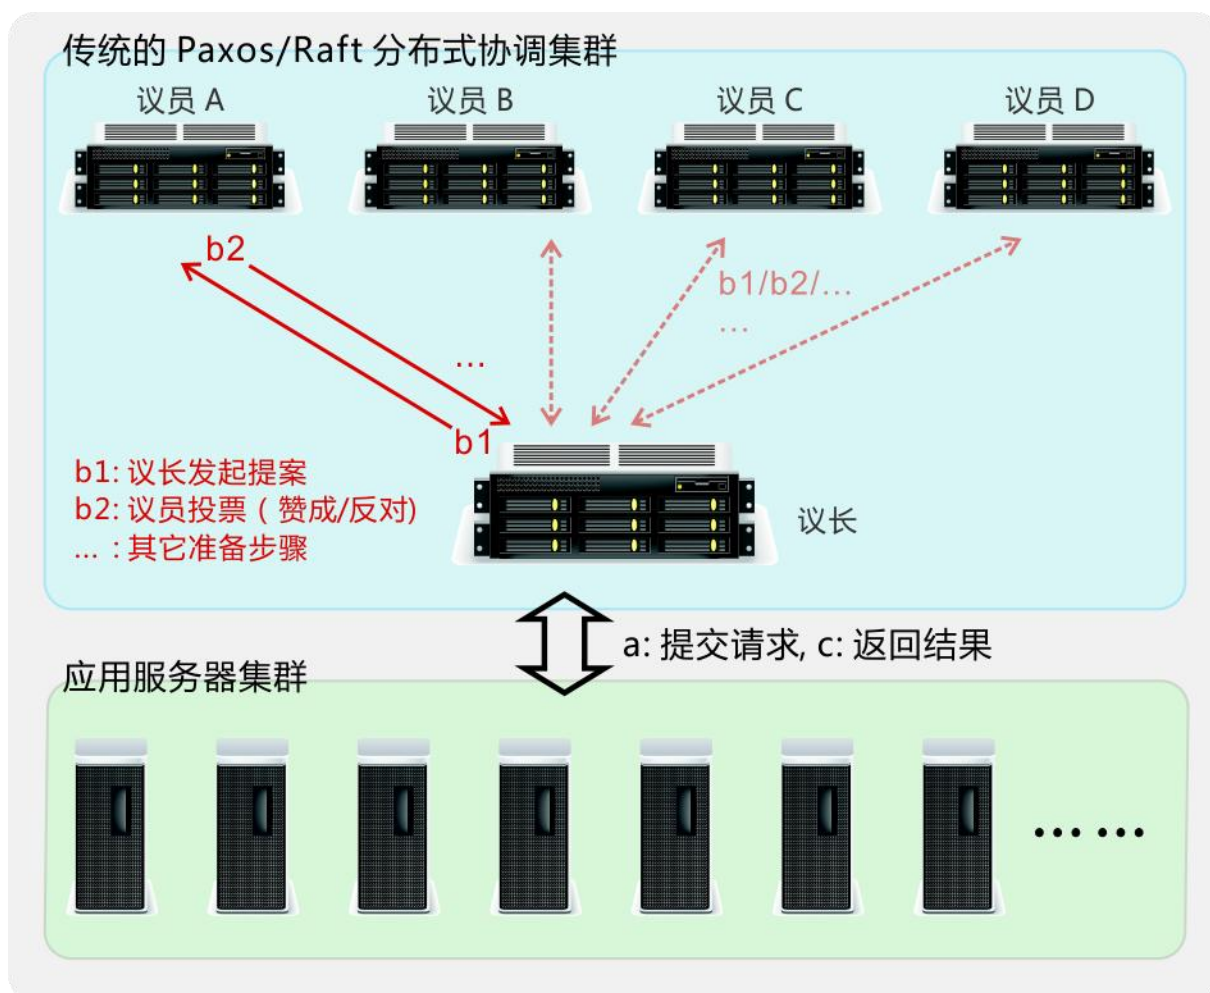 传统的 Paxos/Raft 分布式协调集群
议员 A
议员 B
议员 C
议员 D
b2
b1/b2/...
...
...
b1
b1: 议长发起提案
b2: 议员投票 ( 赞成/反对)
... : 其它准备步骤
议长
a: 提交请求, c: 返回结果
应用服务器集群
... ...